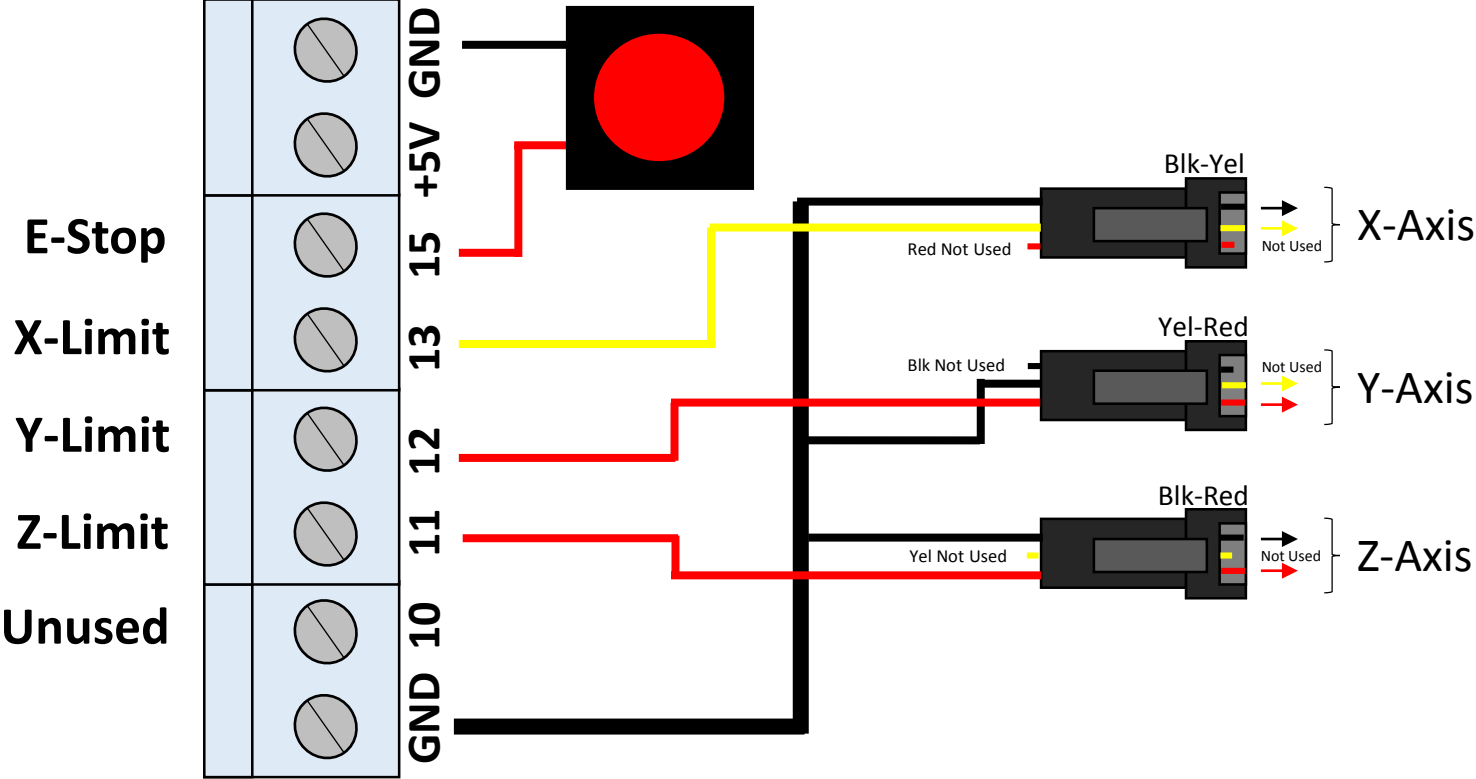 GND
+5V
E-Stop
15
X-Limit
13
Y-Limit
12
Z-Limit
11
Unused
10
GND
Blk-Yel
Red Not Used
Not Used
X-Axis
Yel-Red
Blk Not Used
Not Used
Y-Axis
Blk-Red
Yel Not Used
Not Used
Z-Axis